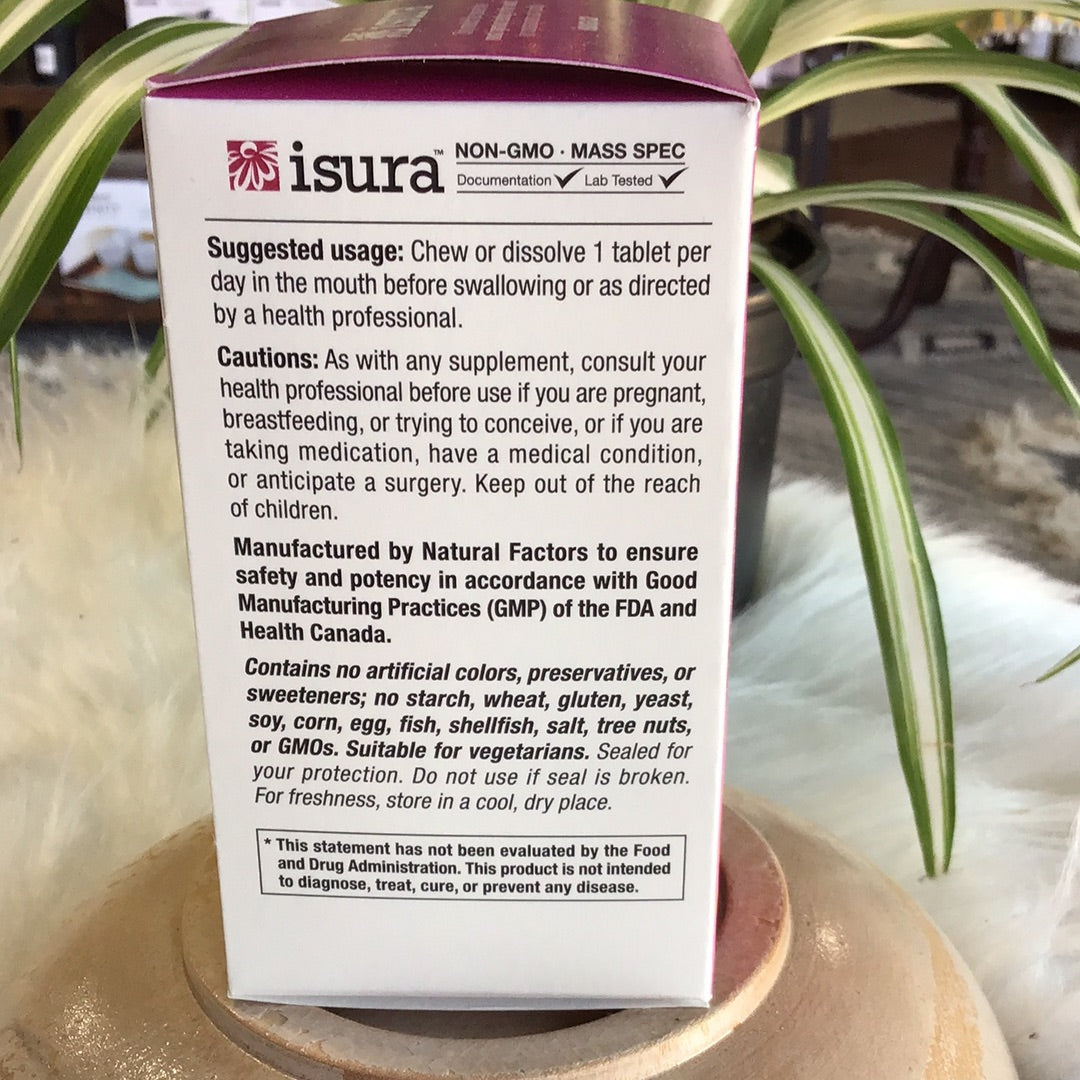 isura™
NON-GMO · MASS SPEC
Documentation ✓ Lab Tested ✓
Suggested usage: Chew or dissolve 1 tablet per
day in the mouth before swallowing or as directed
by a health professional.
Cautions: As with any supplement, consult your
health professional before use if you are pregnant,
breastfeeding, or trying to conceive, or if you are
taking medication, have a medical condition,
or anticipate a surgery. Keep out of the reach
of children.
Manufactured by Natural Factors to ensure
safety and potency in accordance with Good
Manufacturing Practices (GMP) of the FDA and
Health Canada.
Contains no artificial colors, preservatives, or
sweeteners; no starch, wheat, gluten, yeast,
soy, corn, egg, fish, shellfish, salt, tree nuts,
or GMOs. Suitable for vegetarians. Sealed for
your protection. Do not use if seal is broken.
For freshness, store in a cool, dry place.
* This statement has not been evaluated by the Food
and Drug Administration. This product is not intended
to diagnose, treat, cure, or prevent any disease.